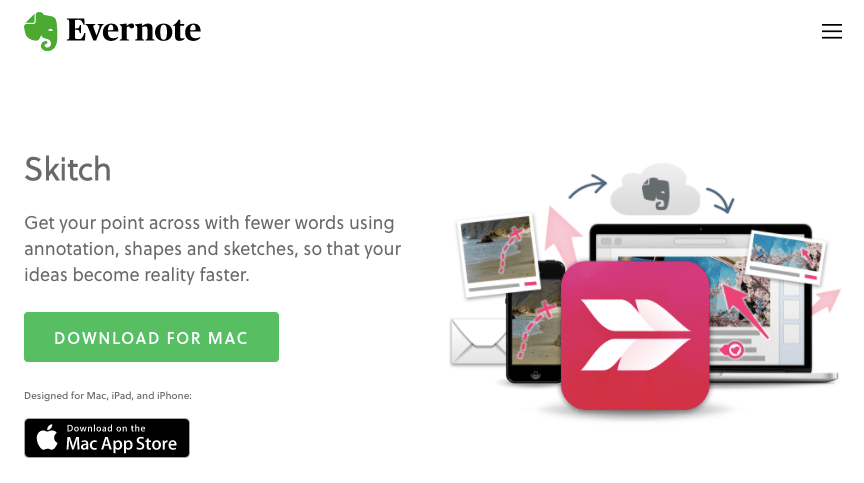 Evernote
Skitch
Get your point across with fewer words using
annotation, shapes and sketches, so that your
ideas become reality faster.
DOWNLOAD FOR MAC
Designed for Mac, iPad, and iPhone:
Download on the
Mac App Store